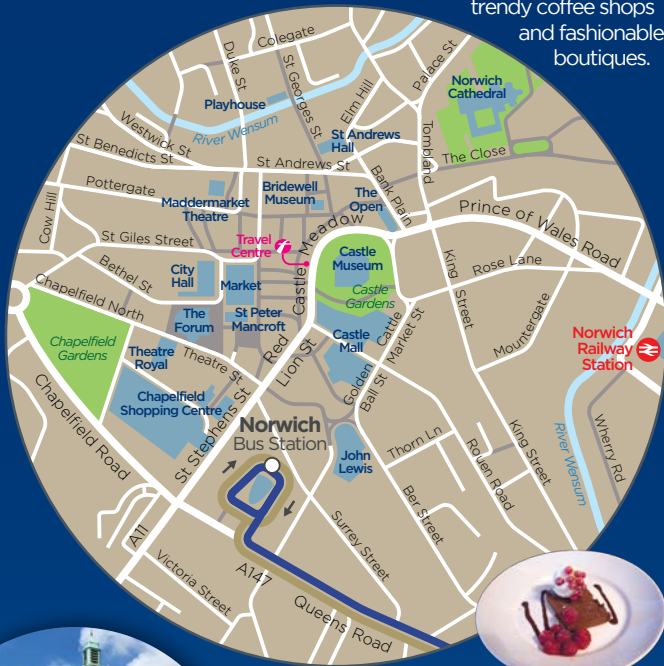 trendy coffee shops
and fashionable
boutiques.
Colegate
Duke St
St Georges St
Palace St
Elm Hill
Norwich
Cathedral
Playhouse
River Wensum
Westwick St
St Benedicts St
St Andrews
Hall
Tombland
The Close
St Andrews St
Pottergate
Bridewell
Museum
Maddermarket
Theatre
The
Open
Bank Plain
Cow Hill
St Giles Street
Travel
Centre
Castle Meadow
Prince of Wales Road
Castle
Museum
King Street
Rose Lane
Bethel St
City
Hall
Market
Castle
Gardens
Chapelfield North
The
Forum
St Peter
Mancroft
Red Lion St
Castle
Mall
Cattle
Market St
Mountergate
Norwich
Railway
Station
Chapelfield
Gardens
Theatre
Royal
Theatre St
Golden
Ball St
Chapelfield
Shopping Centre
St Stephens St
Chapelfield Road
Norwich
Bus Station
John
Lewis
Thorn Ln
King Street
River Wensum
Wherry Rd
Rouen Road
Ber Street
Surrey Street
A11
Victoria Street
A147
Queens Road